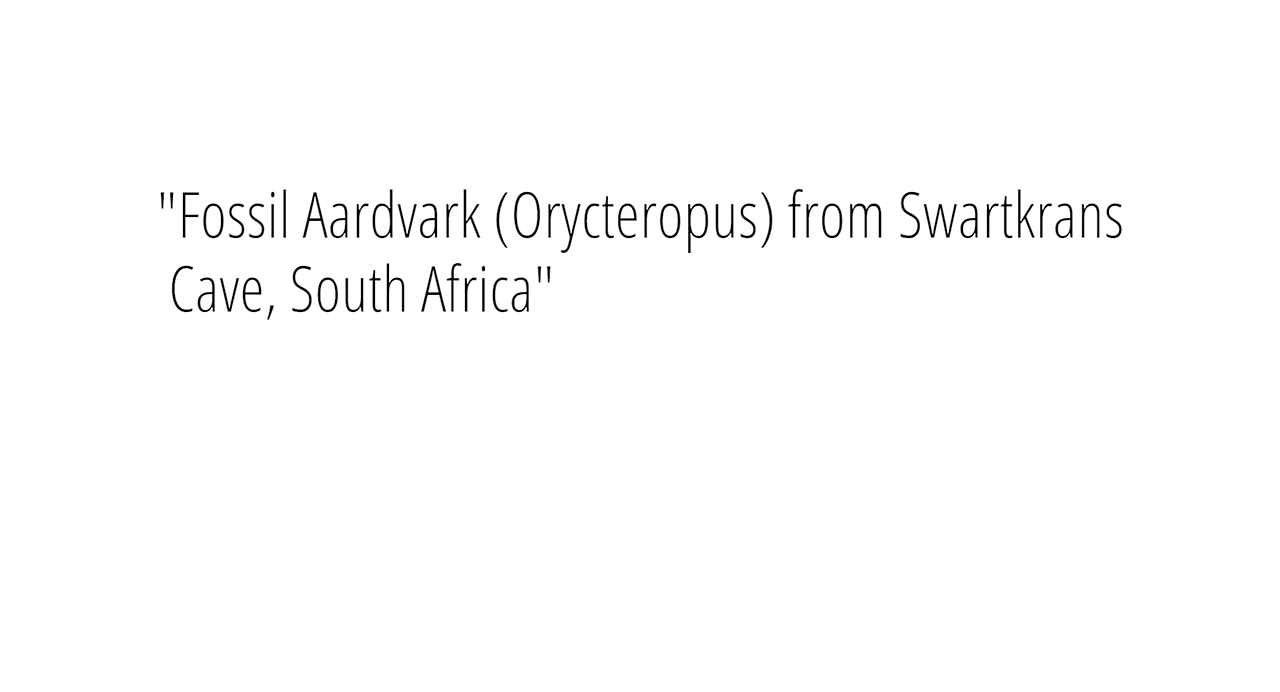 "Fossil Aardvark (Orycteropus) from Swartkrans
Cave, South Africa"